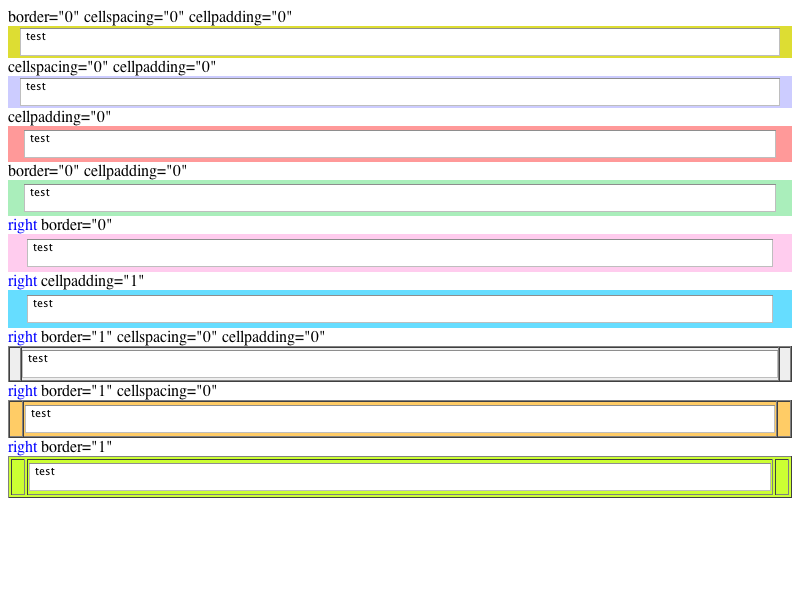 border="0" cellspacing="0" cellpadding="0"
test
cellspacing="0" cellpadding="0"
test
cellpadding="0"
test
border="0" cellpadding="0"
test
right border="0"
test
right cellpadding="1"
test
right border="1" cellspacing="0" cellpadding="0"
test
right border="1" cellspacing="0"
test
right border="1"
test